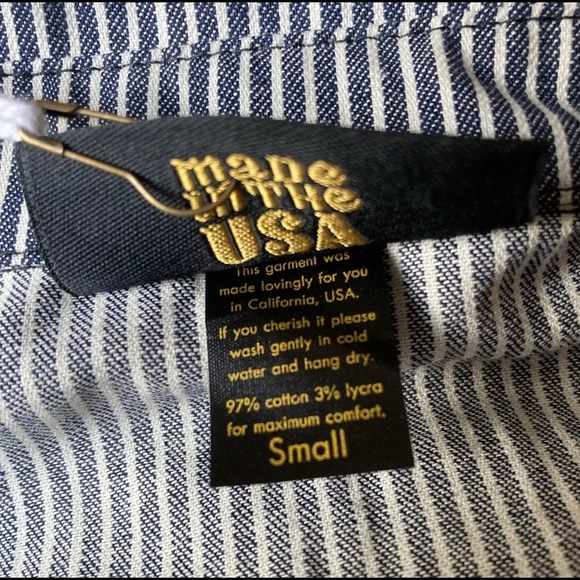 maDe
in THE
USA
This garment was
made lovingly for you
in California, USA.
If you cherish it please
wash gently in cold
water and hang dry.
97% cotton 3% lycra
for maximum comfort.
Small